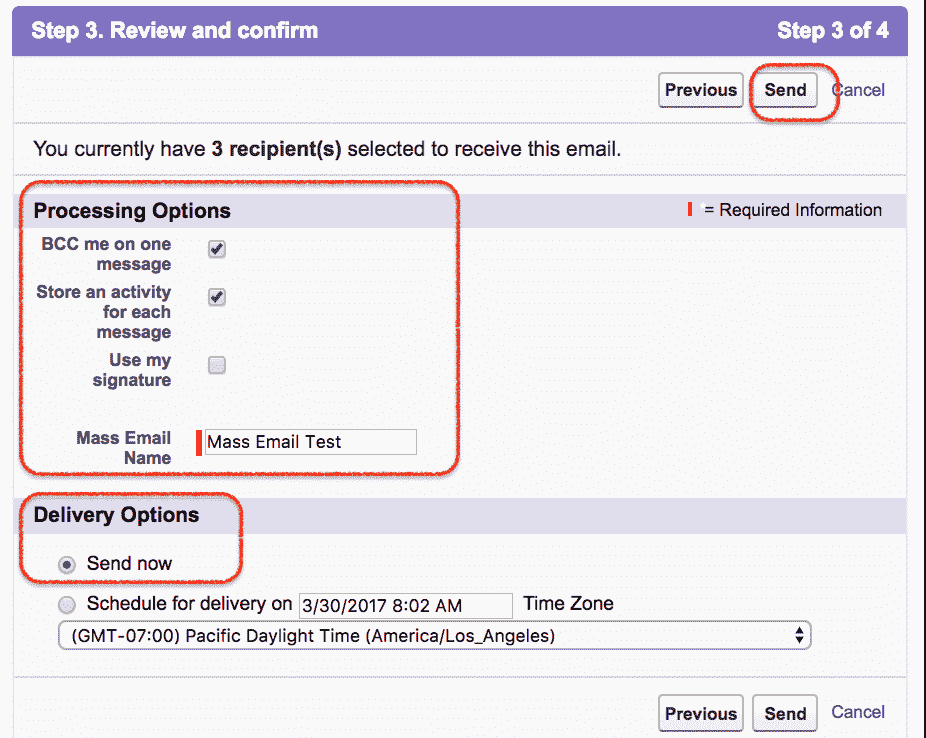 Step 3. Review and confirm Step 3 of 4
Previous Send Cancel
You currently have 3 recipient(s) selected to receive this email.
Processing Options = Required Information
BCC me on one
message
Store an activity
for each
message
Use my
signature
Mass Email
Name
Mass Email Test
Delivery Options
Send now
Schedule for delivery on 3/30/2017 8:02 AM Time Zone
(GMT-07:00) Pacific Daylight Time (America/Los_Angeles)
Previous Send Cancel